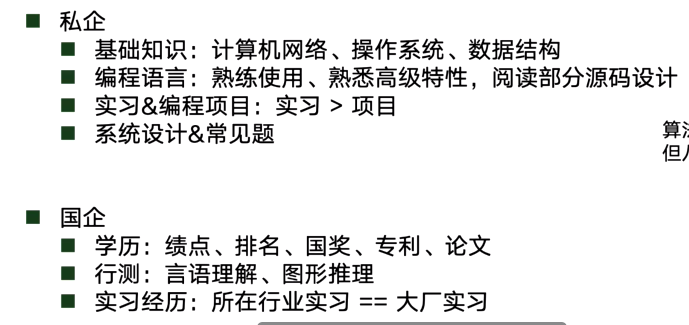 私企
基础知识：计算机网络、操作系统、数据结构
编程语言：熟练使用、熟悉高级特性，阅读部分源码设计
实习&编程项目：实习 > 项目
系统设计&常见题
国企
学历：绩点、排名、国奖、专利、论文
行测：言语理解、图形推理
实习经历：所在行业实习 == 大厂实习